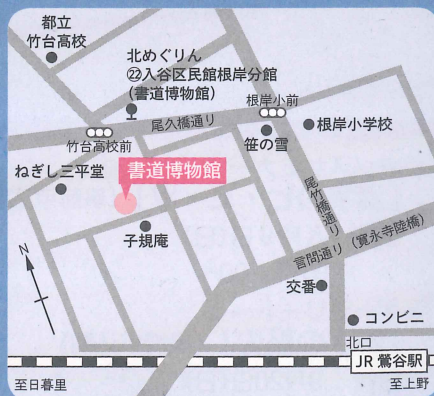 都立
竹台高校
北めぐりん
㉒入谷区民館根岸分館
(書道博物館)
根岸小前
尾久橋通り
竹台高校前
笹の雪
根岸小学校
ねぎし三平堂
書道博物館
子規庵
尾竹橋通り
言問通り(寛永寺陸橋)
交番
N
コンビニ
北口
JR 鶯谷駅
至日暮里
至上野